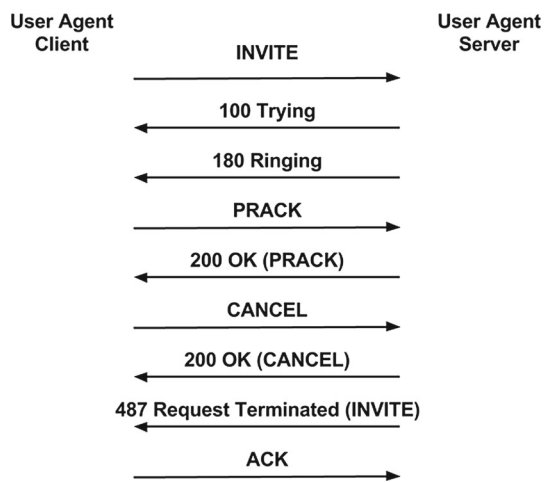 User Agent
Client
User Agent
Server
INVITE
100 Trying
180 Ringing
PRACK
200 OK (PRACK)
CANCEL
200 OK (CANCEL)
487 Request Terminated (INVITE)
ACK